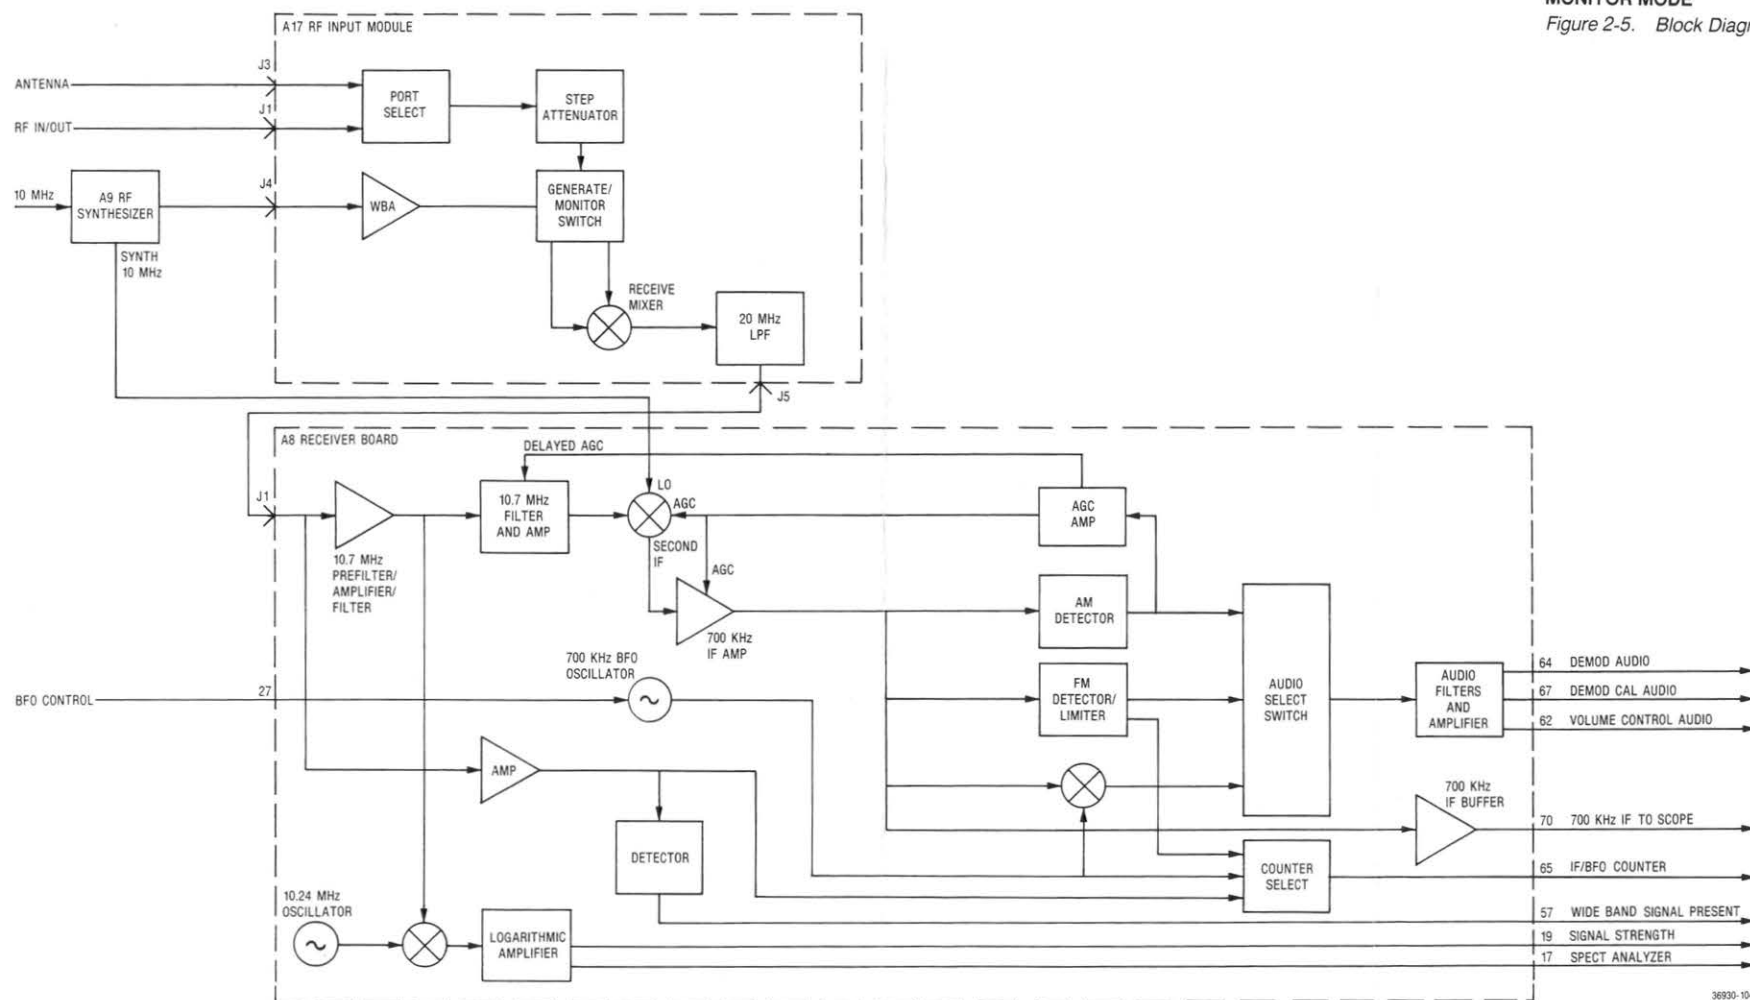 MONITOR MODE
Figure 2-5. Block Diagr
A17 RF INPUT MODULE
ANTENNA
J3
RF IN/OUT
J1
PORT
SELECT
STEP
ATTENUATOR
10 MHz
A9 RF
SYNTHESIZER
J4
WBA
GENERATE/
MONITOR
SWITCH
SYNTH
10 MHz
RECEIVE
MIXER
20 MHz
LPF
J5
A8 RECEIVER BOARD
DELAYED AGC
J1
10.7 MHz
PREFILTER/
AMPLIFIER/
FILTER
10.7 MHz
FILTER
AND AMP
LO
AGC
SECOND
IF
AGC
700 KHz
IF AMP
AGC
AMP
AM
DETECTOR
FM
DETECTOR/
LIMITER
AUDIO
SELECT
SWITCH
AUDIO
FILTERS
AND
AMPLIFIER
64 DEMOD AUDIO
67 DEMOD CAL AUDIO
62 VOLUME CONTROL AUDIO
BFO CONTROL
27
700 KHz BFO
OSCILLATOR
AMP
DETECTOR
700 KHz
IF BUFFER
70 700 KHz IF TO SCOPE
COUNTER
SELECT
65 IF/BFO COUNTER
57 WIDE BAND SIGNAL PRESENT
10.24 MHz
OSCILLATOR
LOGARITHMIC
AMPLIFIER
19 SIGNAL STRENGTH
17 SPECT ANALYZER
36930-10